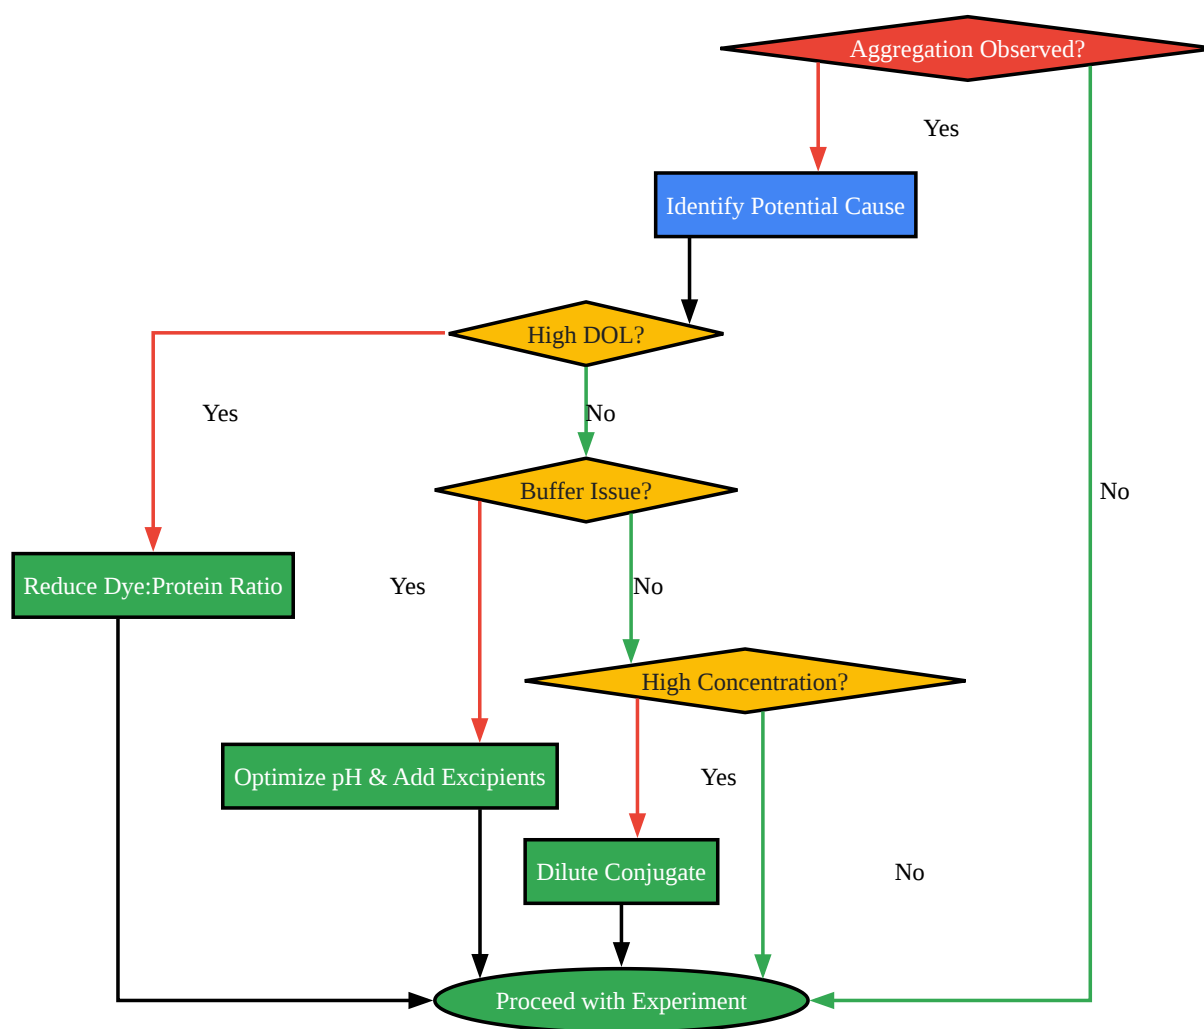 Aggregation Observed?
Yes
Identify Potential Cause
High DOL?
Yes
No
Buffer Issue?
No
Reduce Dye:Protein Ratio
Yes
No
High Concentration?
Optimize pH & Add Excipients
Yes
Dilute Conjugate
No
Proceed with Experiment